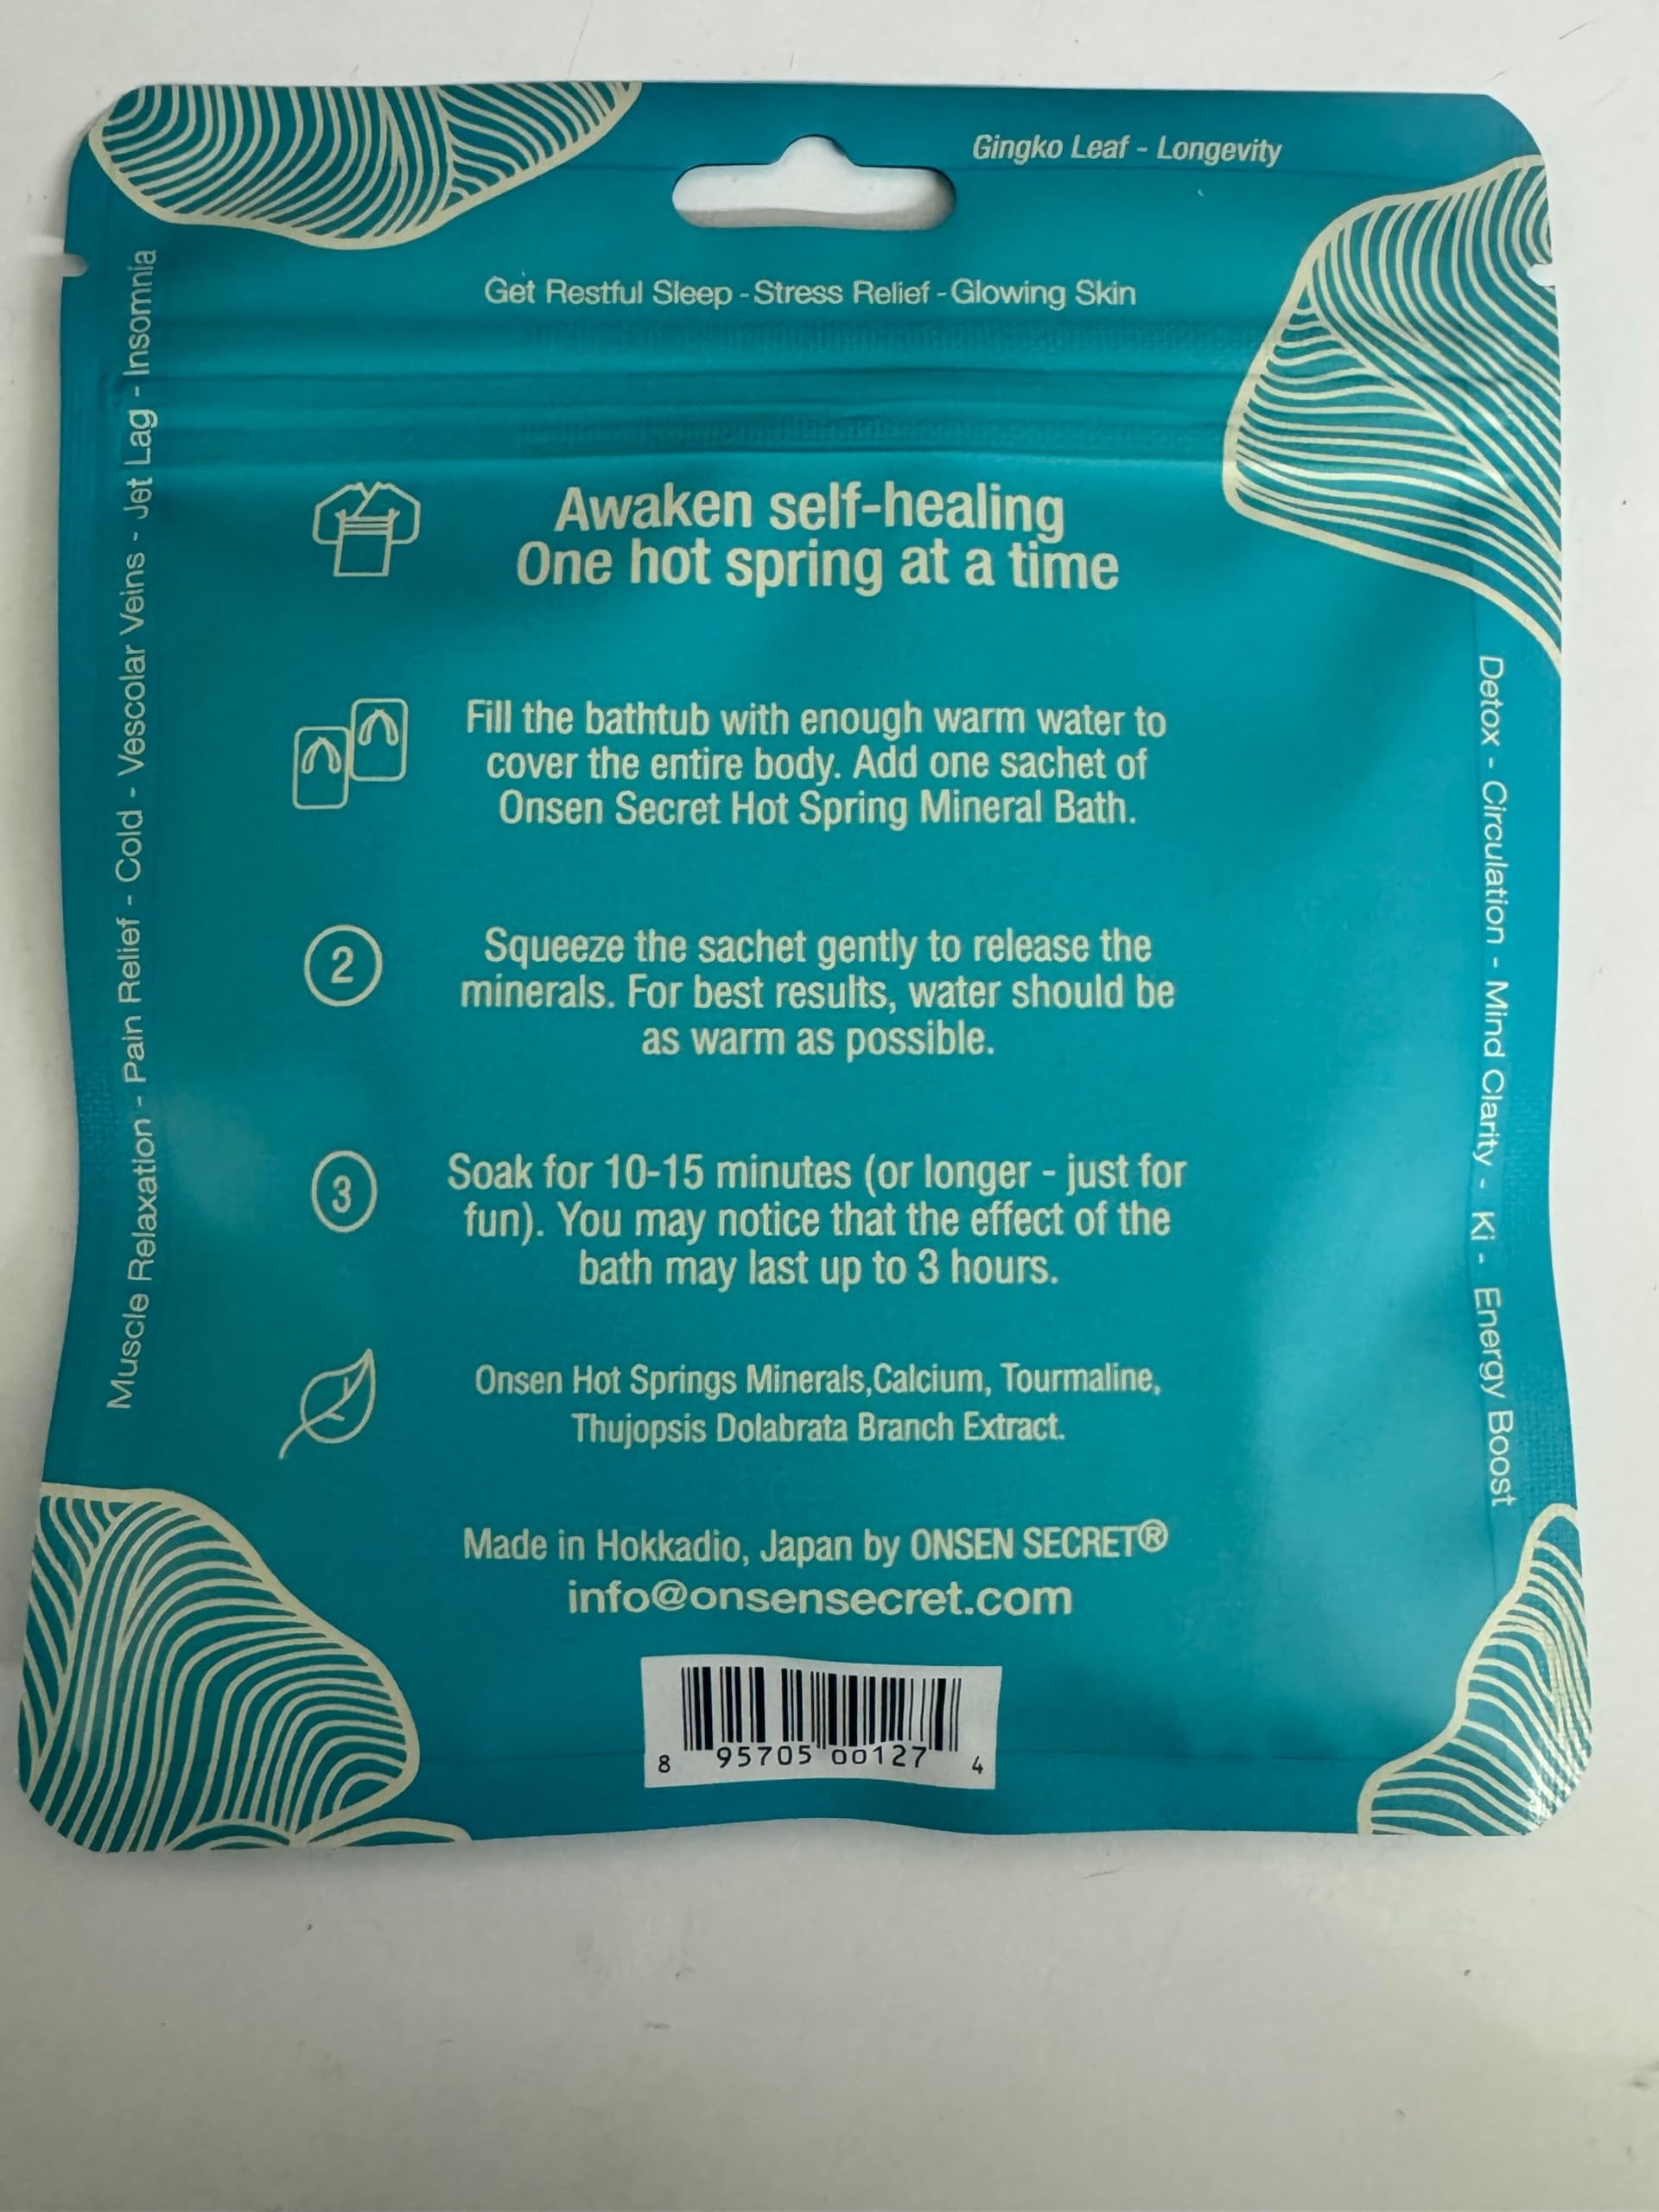 Gingko Leaf - Longevity
Get Restful Sleep - Stress Relief - Glowing Skin
Muscle Relaxation - Pain Relief - Cold - Vescolar Veins - Jet Lag - Insomnia
Awaken self-healing
One hot spring at a time
Fill the bathtub with enough warm water to
cover the entire body. Add one sachet of
Onsen Secret Hot Spring Mineral Bath.
2
Squeeze the sachet gently to release the
minerals. For best results, water should be
as warm as possible.
3
Soak for 10-15 minutes (or longer - just for
fun). You may notice that the effect of the
bath may last up to 3 hours.
Onsen Hot Springs Minerals,Calcium, Tourmaline,
Thujopsis Dolabrata Branch Extract.
Detox - Circulation - Mind Clarity - Ki - Energy Boost
Made in Hokkadio, Japan by ONSEN SECRET®
info@onsensecret.com
8 95705 00127 4